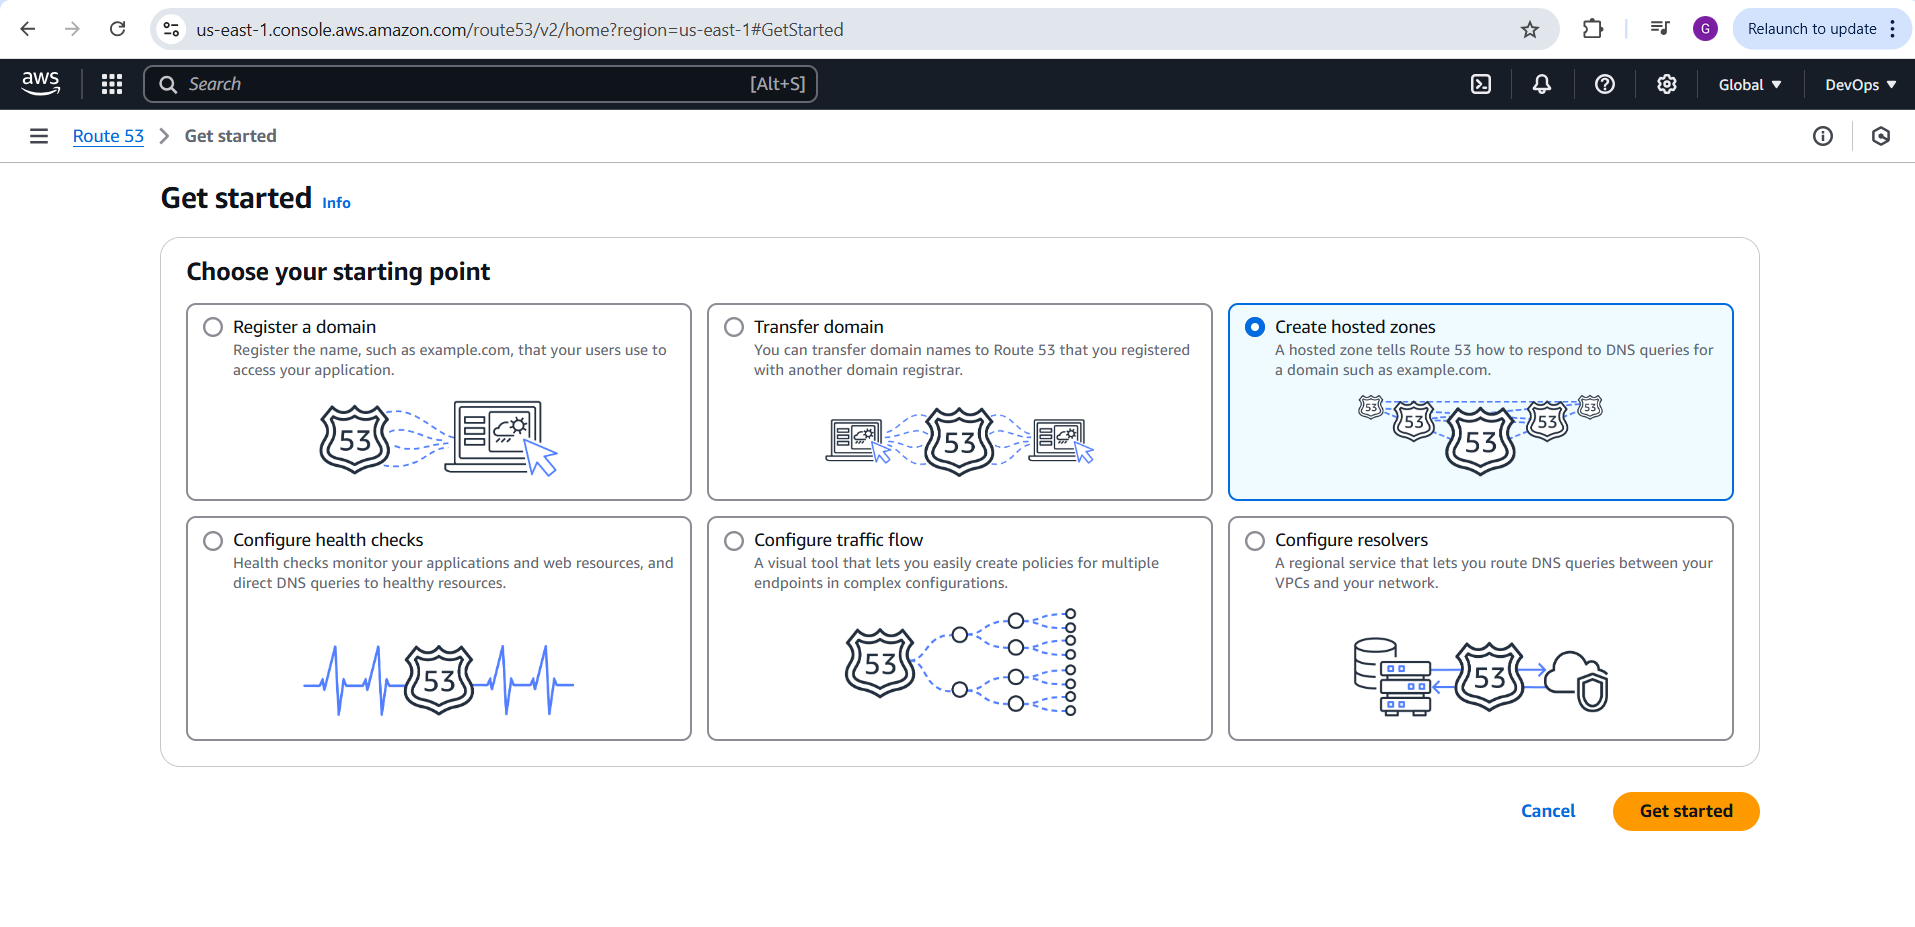 us-east-1.console.aws.amazon.com/route53/v2/home?region=us-east-1#GetStarted
G
Relaunch to update
aws
Search
[Alt+S]
Global
DevOps
Route 53
Get started
Get started
Info
Choose your starting point
Register a domain
Register the name, such as example.com, that your users use to
access your application.
53
Transfer domain
You can transfer domain names to Route 53 that you registered
with another domain registrar.
53
Create hosted zones
A hosted zone tells Route 53 how to respond to DNS queries for
a domain such as example.com.
53
53
53
53
53
Configure health checks
Health checks monitor your applications and web resources, and
direct DNS queries to healthy resources.
53
Configure traffic flow
A visual tool that lets you easily create policies for multiple
endpoints in complex configurations.
53
Configure resolvers
A regional service that lets you route DNS queries between your
VPCs and your network.
53
Cancel
Get started